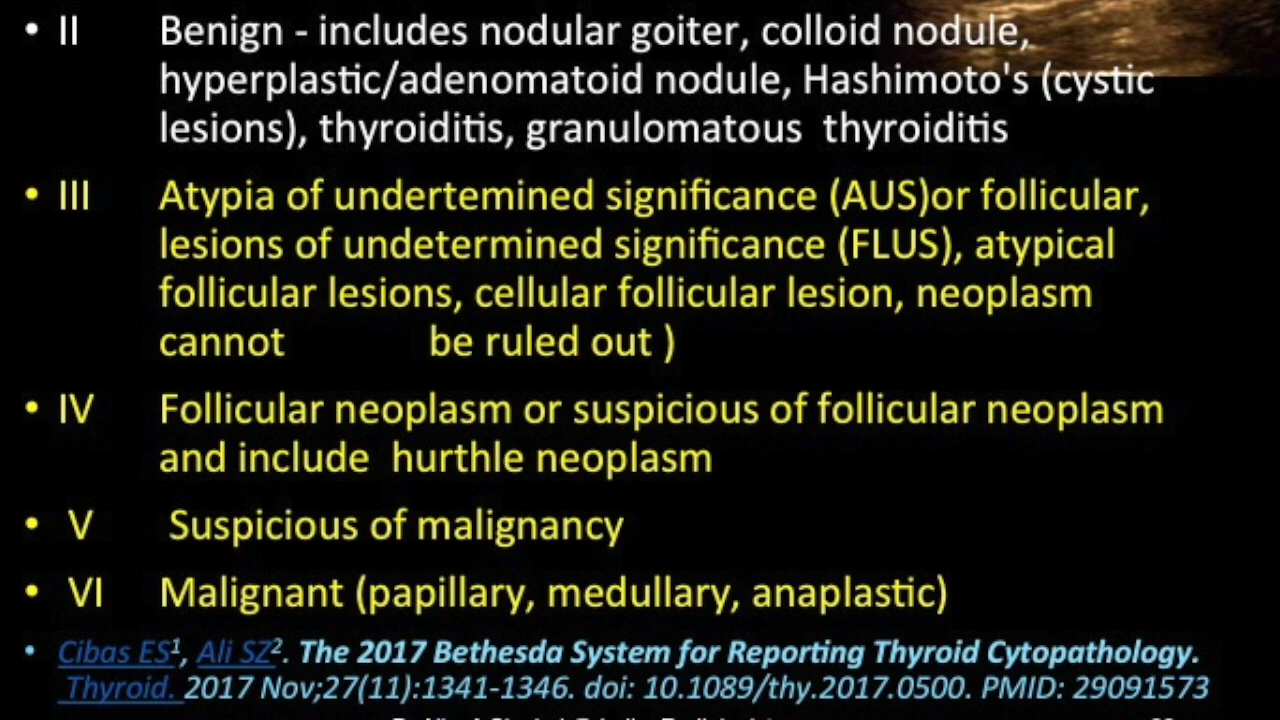 • II Benign - includes nodular goiter, colloid nodule,
hyperplastic/adenomatoid nodule, Hashimoto's (cystic
lesions), thyroiditis, granulomatous thyroiditis
• III Atypia of undertemined significance (AUS)or follicular,
lesions of undetermined significance (FLUS), atypical
follicular lesions, cellular follicular lesion, neoplasm
cannot be ruled out )
• IV Follicular neoplasm or suspicious of follicular neoplasm
and include hurthle neoplasm
• V Suspicious of malignancy
• VI Malignant (papillary, medullary, anaplastic)
• Cibas ES¹, Ali SZ². The 2017 Bethesda System for Reporting Thyroid Cytopathology.
Thyroid. 2017 Nov;27(11):1341-1346. doi: 10.1089/thy.2017.0500. PMID: 29091573